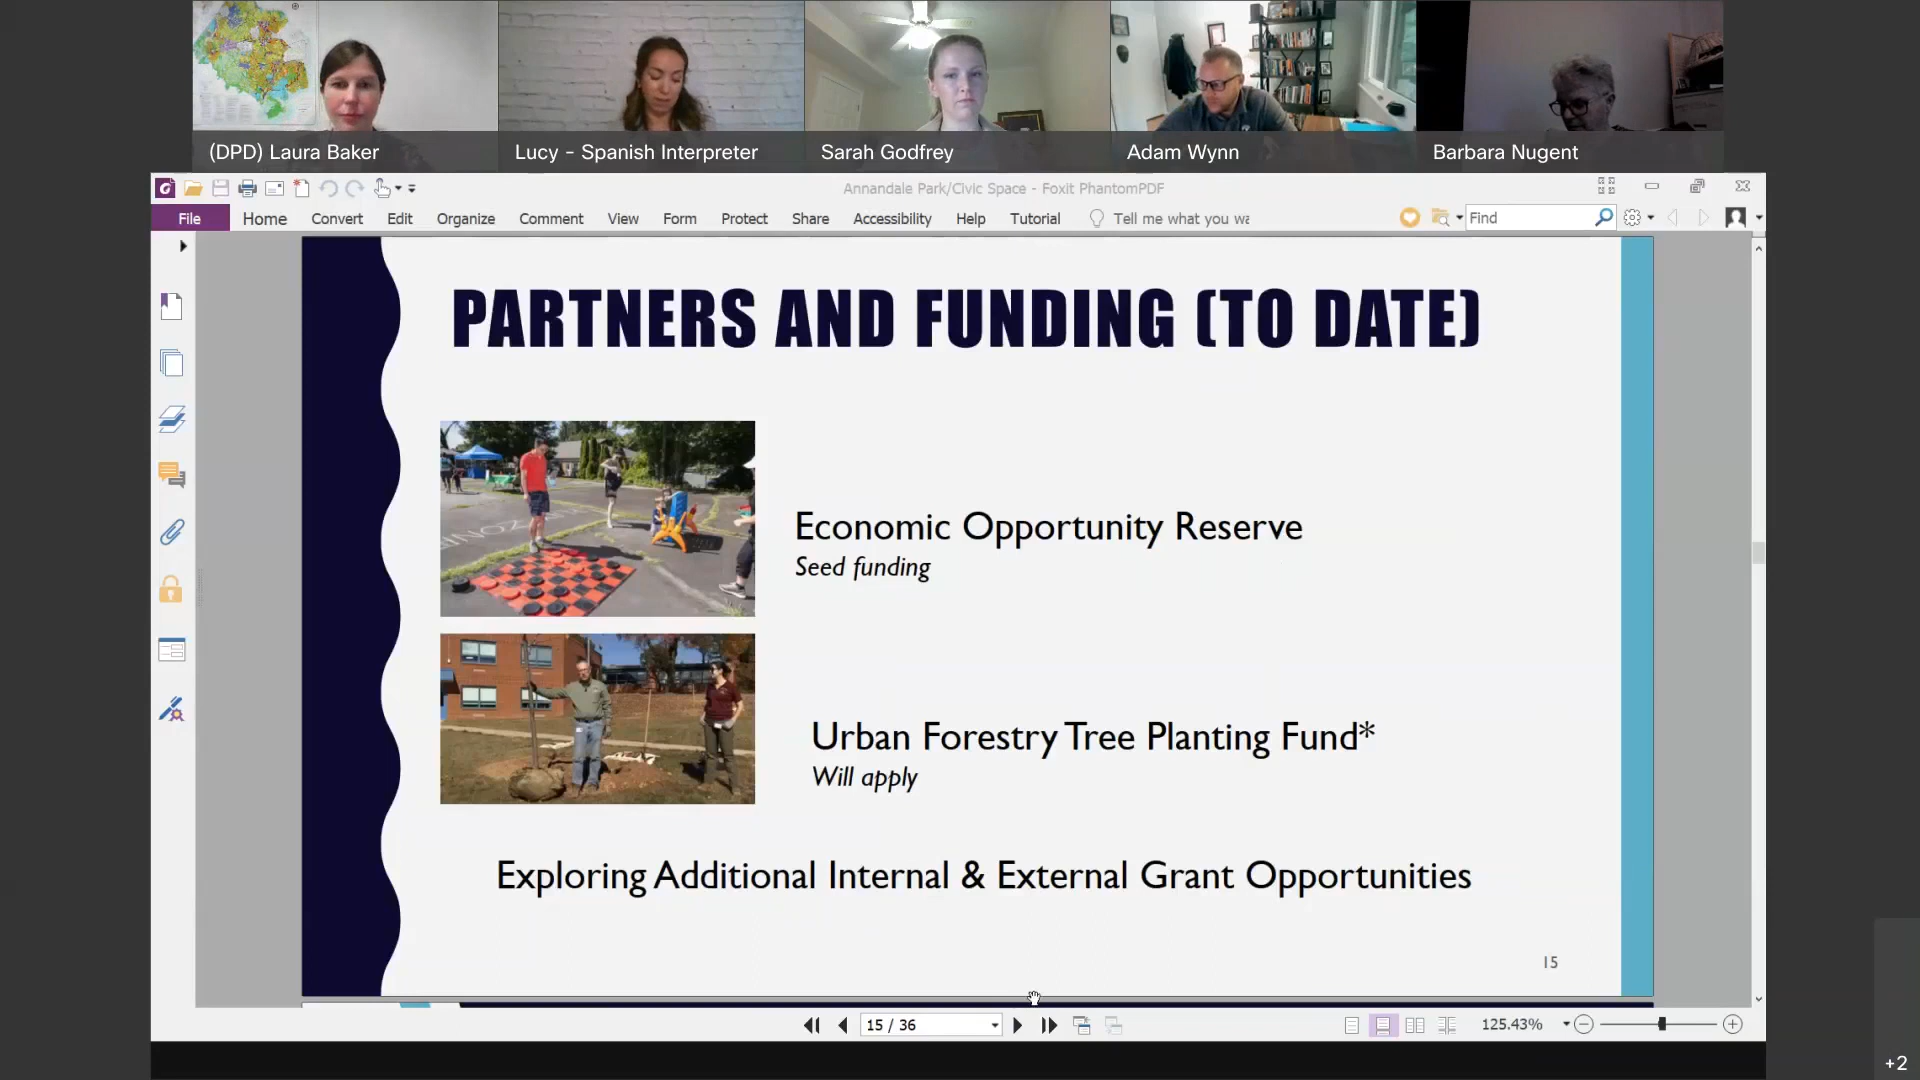 (DPD) Laura Baker
Lucy - Spanish Interpreter
Sarah Godfrey
Adam Wynn
Barbara Nugent
Annandale Park/Civic Space - Foxit PhantomPDF
File Home Convert Edit Organize Comment View Form Protect Share Accessibility Help Tutorial Tell me what you wa Find
PARTNERS AND FUNDING (TO DATE)
Economic Opportunity Reserve
Seed funding
Urban Forestry Tree Planting Fund*
Will apply
Exploring Additional Internal & External Grant Opportunities
15
15 / 36
125.43%
+2